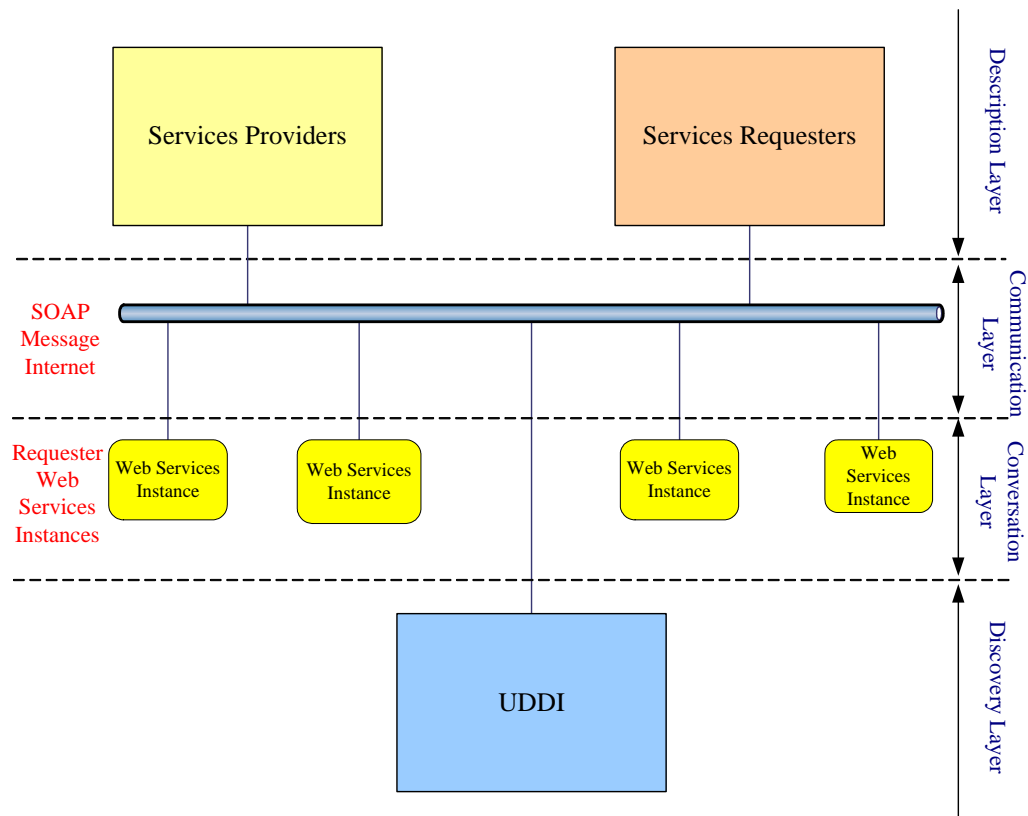 Services Providers
Services Requesters
Description Layer
SOAP
Message
Internet
Communication
Layer
Requester
Web
Services
Instances
Web Services
Instance
Web Services
Instance
Web Services
Instance
Web
Services
Instance
Conversation
Layer
UDDI
Discovery Layer